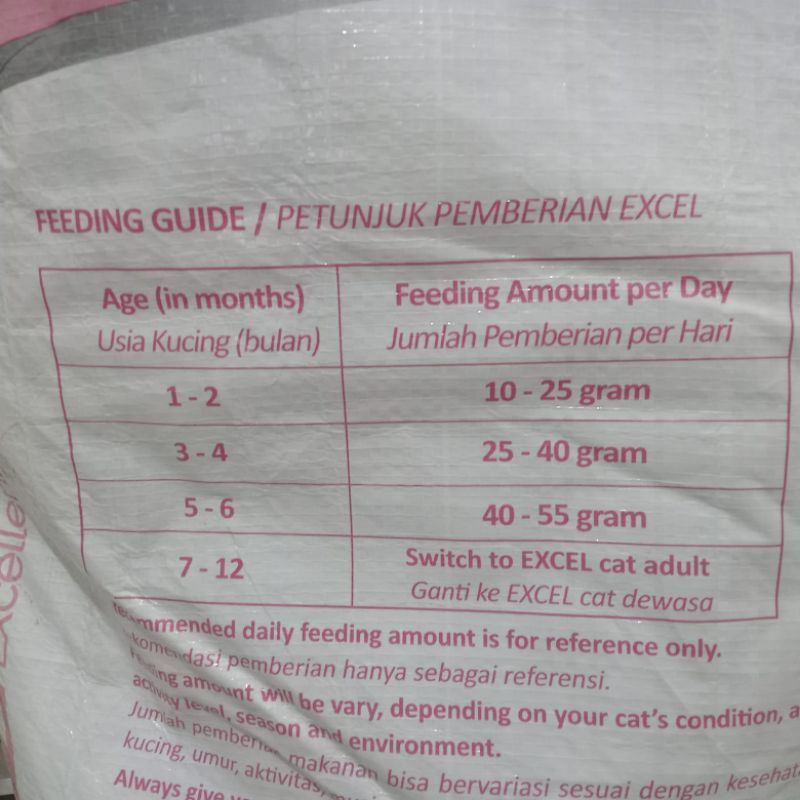 FEEDING GUIDE / PETUNJUK PEMBERIAN EXCEL
Age (in months)
Usia Kucing (bulan)
Feeding Amount per Day
Jumlah Pemberian per Hari
1 - 2
10 - 25 gram
3 - 4
25 - 40 gram
5 - 6
40 - 55 gram
7 - 12
Switch to EXCEL cat adult
Ganti ke EXCEL cat dewasa
recommended daily feeding amount is for reference only.
pemberian hanya sebagai referensi.
amount will be vary, depending on your cat's condition,
activity level, season and environment.
Jumlah makanan bisa bervariasi sesuai dengan
kucing, umur, aktivitas,
Always give